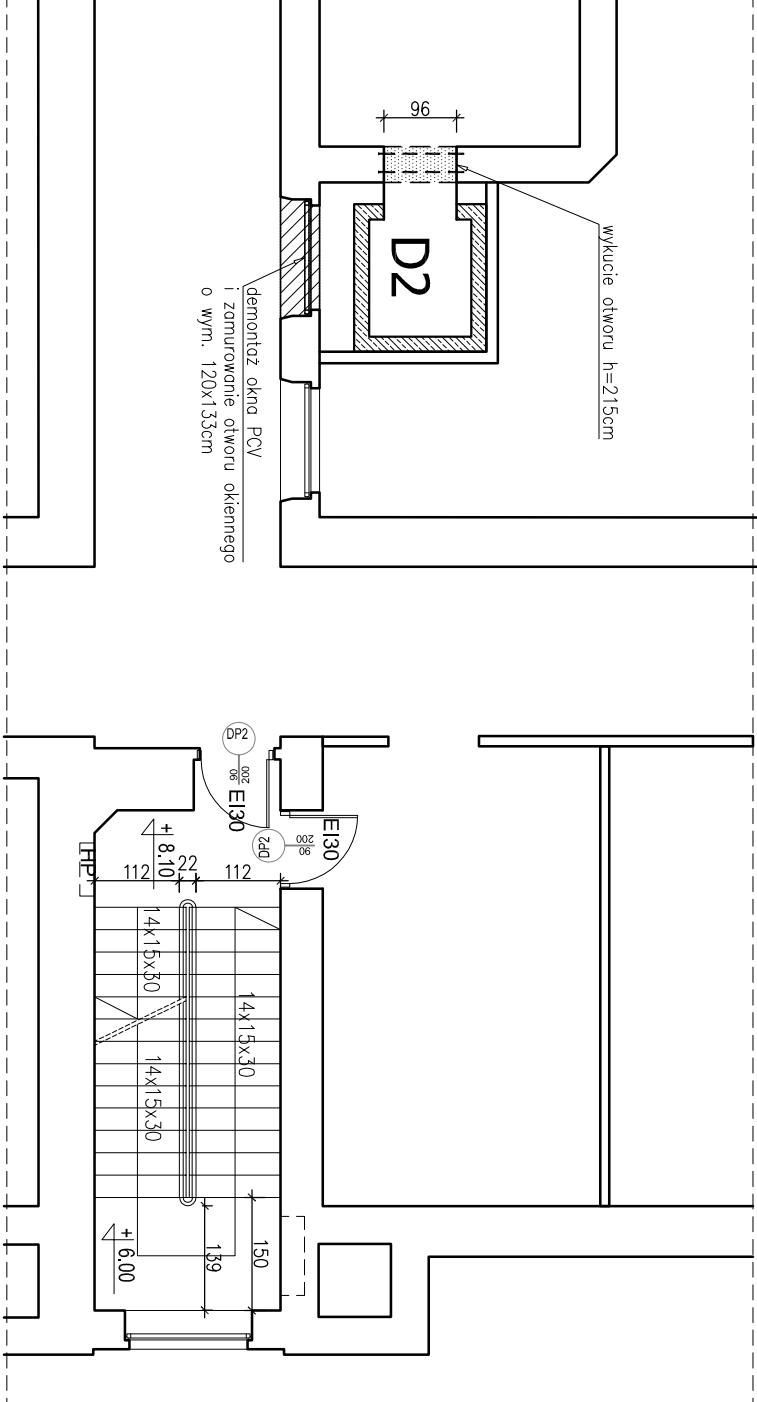 96
wykucie otworu h=215cm
D2
demontaż okna PCV
i zamurowanie otworu okiennego
o wym. 120x133cm
DP2
90
200
EI30
EI30
DP2
90
200
+ 8.10
HP
112
22
112
14x15x30
14x15x30
14x15x30
+ 6.00
139
150